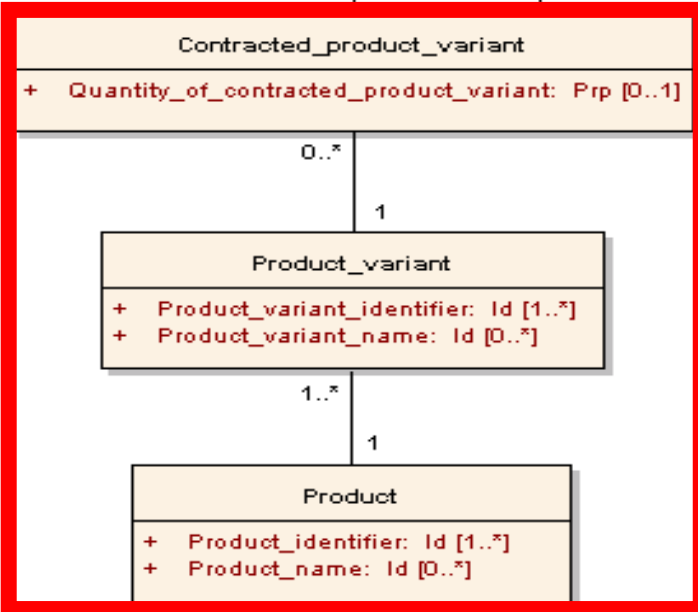 Contracted_product_variant
+ Quantity_of_contracted_product_variant: Prp [0..1]
0..*
1
Product_variant
+ Product_variant_identifier: Id [1..*]
+ Product_variant_name: Id [0..*]
1..*
1
Product
+ Product_identifier: Id [1..*]
+ Product_name: Id [0..*]